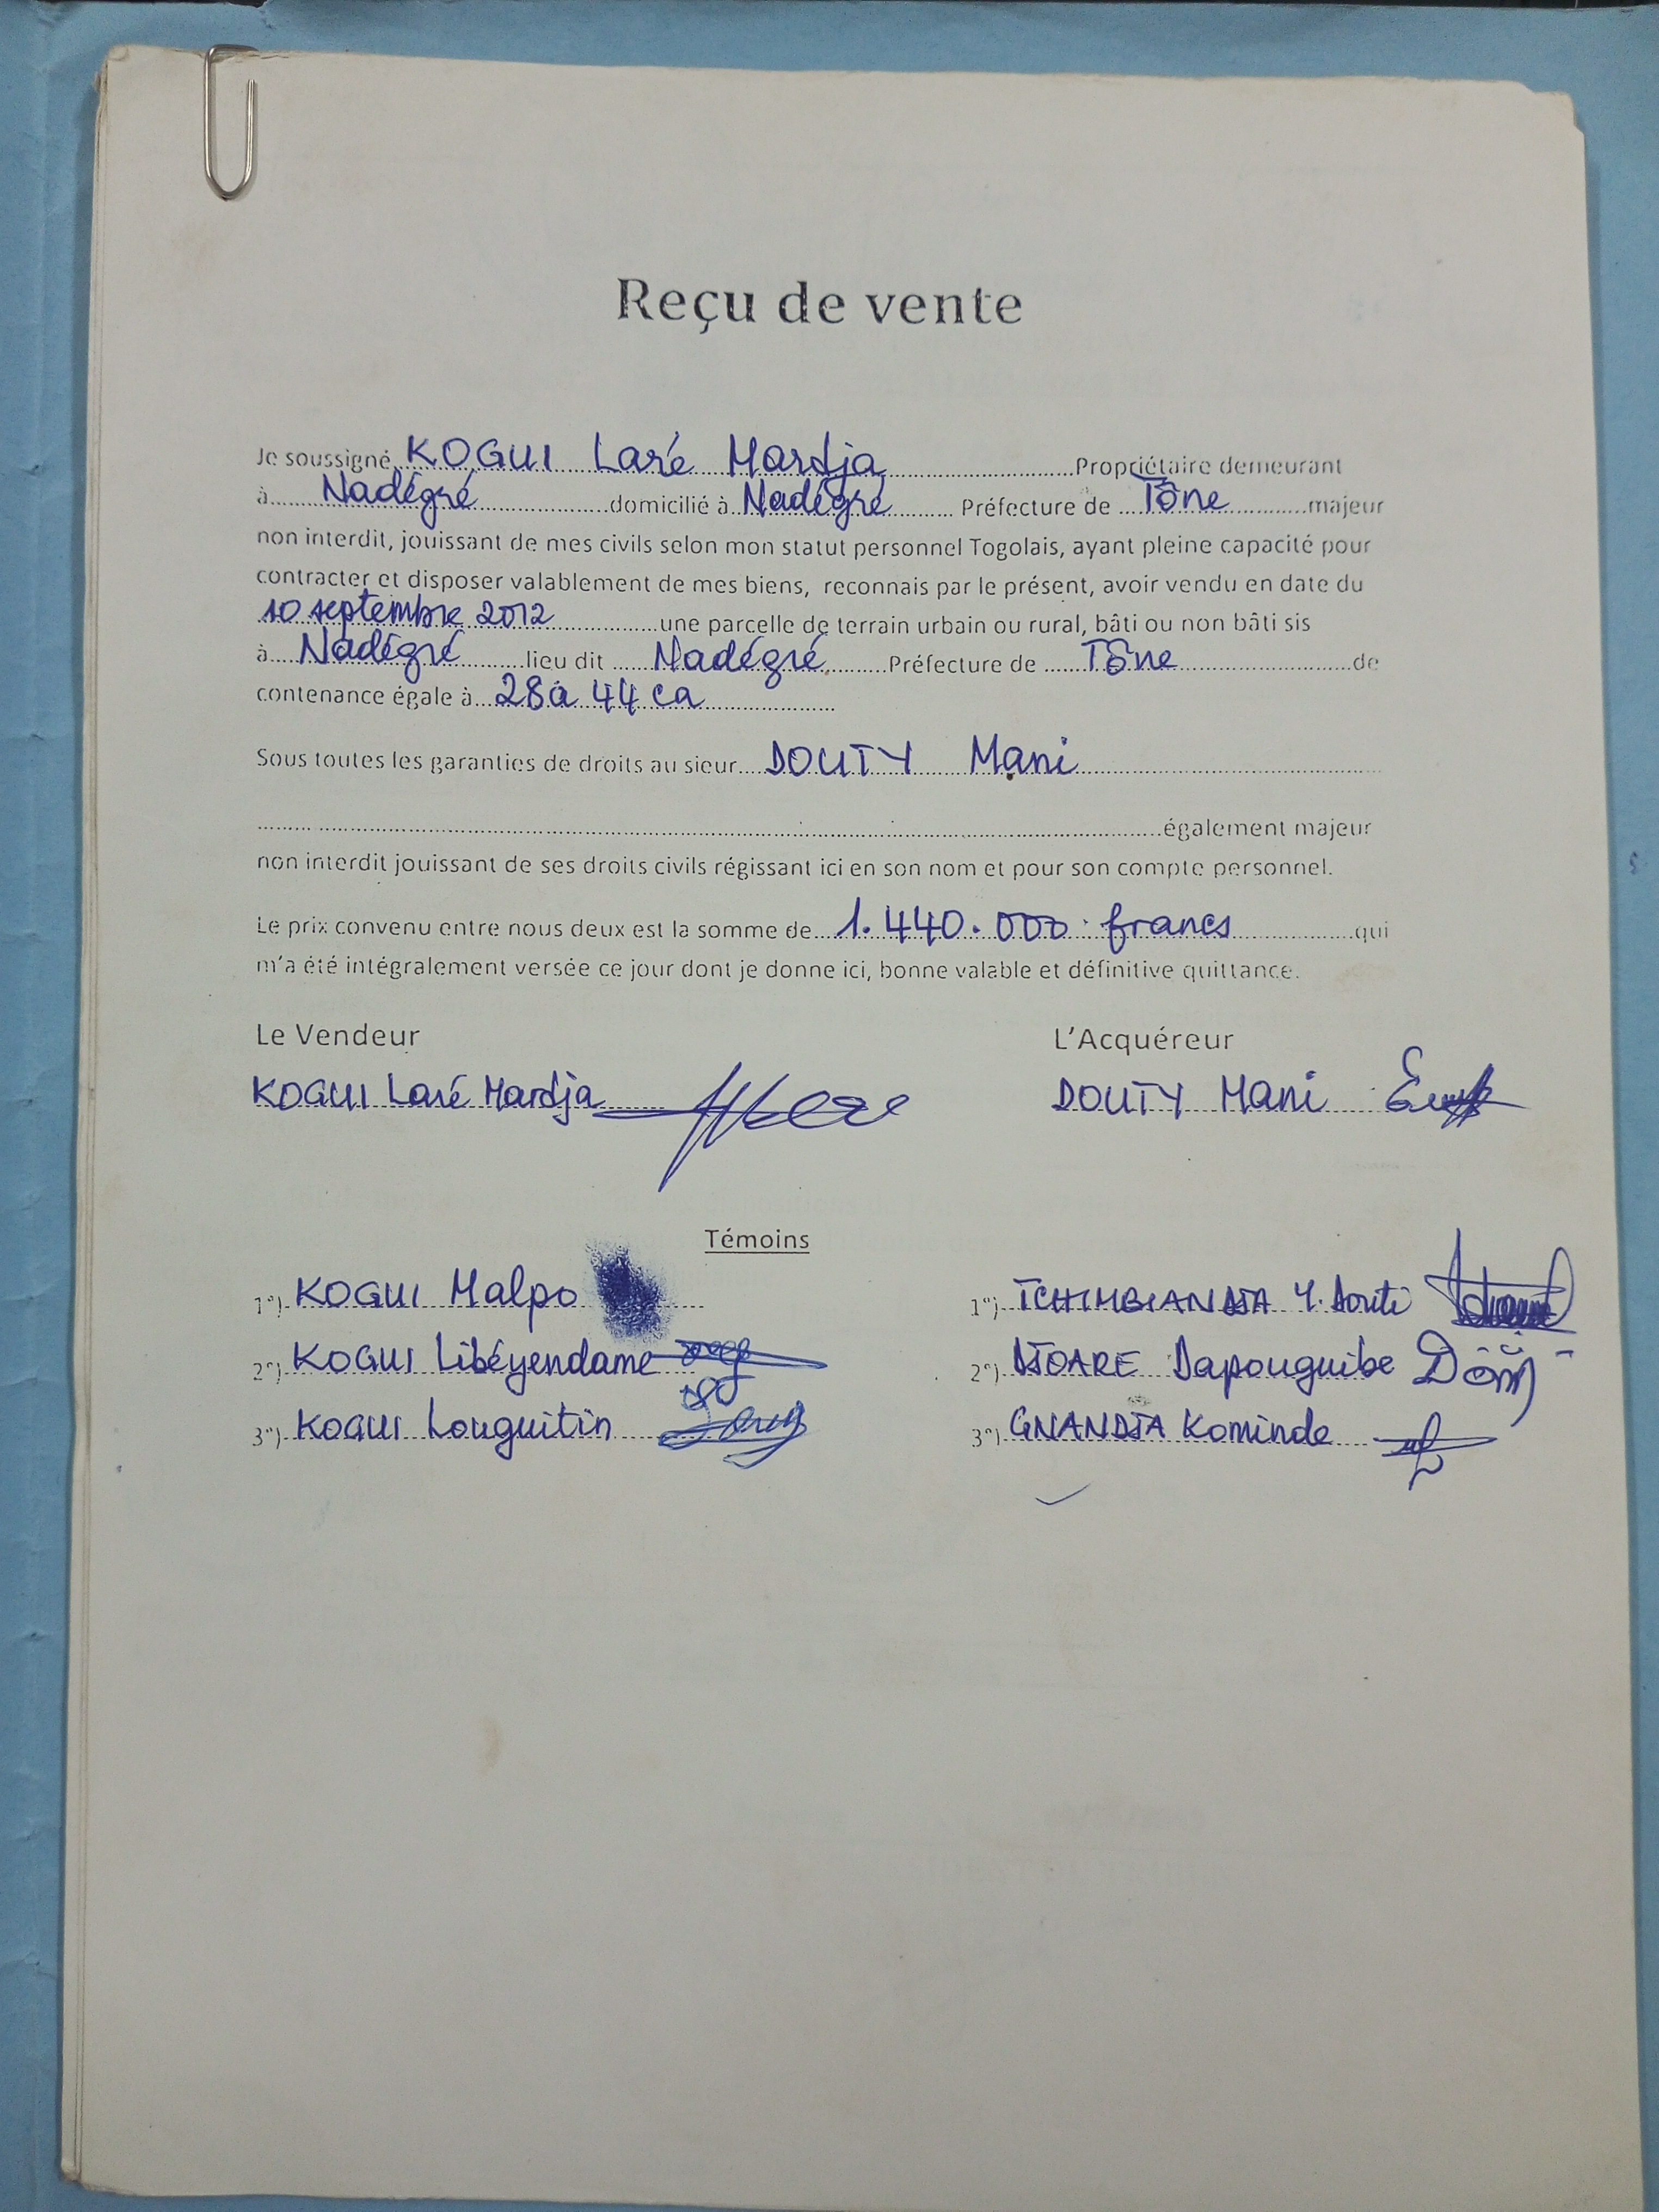 Reçu de vente
Je soussigné, KOGUI Laré Mardja Propriétaire demeurant
à Nadégré domicilié à Nadégré Préfecture de Tône majeur
non interdit, jouissant de mes civils selon mon statut personnel Togolais, ayant pleine capacité pour
contracter et disposer valablement de mes biens, reconnais par le présent, avoir vendu en date du
10 septembre 2012 une parcelle de terrain urbain ou rural, bâti ou non bâti sis
à Nadégré lieu dit Nadégré Préfecture de Tône de
contenance égale à 28a 44 ca
Sous toutes les garanties de droits au sieur DOUTY Mani
également majeur
non interdit jouissant de ses droits civils régissant ici en son nom et pour son compte personnel.
Le prix convenu entre nous deux est la somme de 1.440.000 francs qui
m'a été intégralement versée ce jour dont je donne ici, bonne valable et définitive quittance.
Le Vendeur L'Acquéreur
KOGUI Laré Mardja DOUTY Mani
Témoins
1°) KOGUI Malpo 1°) TCHIMBIANDJA Y. Douti
2°) KOGUI Libéyendame 2°) DJOARE Dapouguibe
3°) KOGUI Louguitin 3°) GNANDJA Kominde